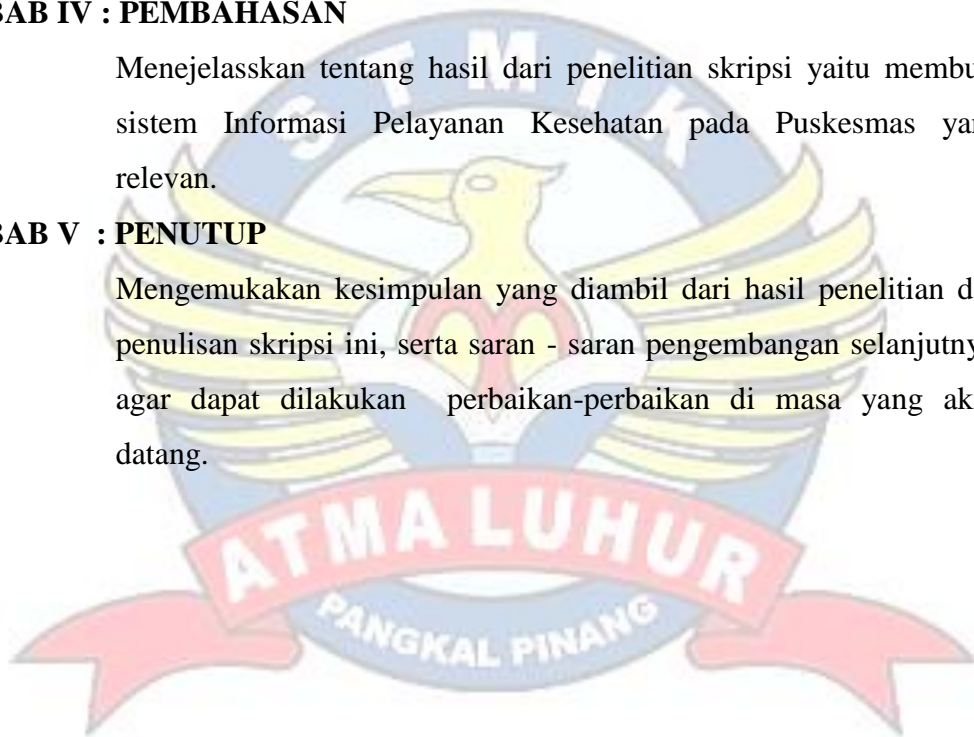 BAB IV : PEMBAHASAN
Menejelasskan tentang hasil dari penelitian skripsi yaitu membu
sistem Informasi Pelayanan Kesehatan pada Puskesmas yan
relevan.
BAB V : PENUTUP
Mengemukakan kesimpulan yang diambil dari hasil penelitian d
penulisan skripsi ini, serta saran - saran pengembangan selanjutny
agar dapat dilakukan perbaikan-perbaikan di masa yang ak
datang.
STMIK
ATMA LUHUR
PANGKAL PINANG